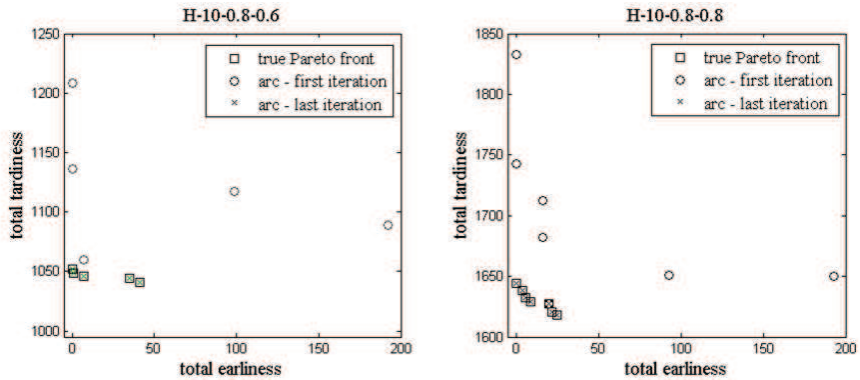 H-10-0.8-0.6
1250
1200
1150
1100
1050
1000
0
50
100
150
200
total tardiness
total earliness
true Pareto front
arc - first iteration
arc - last iteration
H-10-0.8-0.8
1850
1800
1750
1700
1650
1600
0
50
100
150
200
total tardiness
total earliness
true Pareto front
arc - first iteration
arc - last iteration